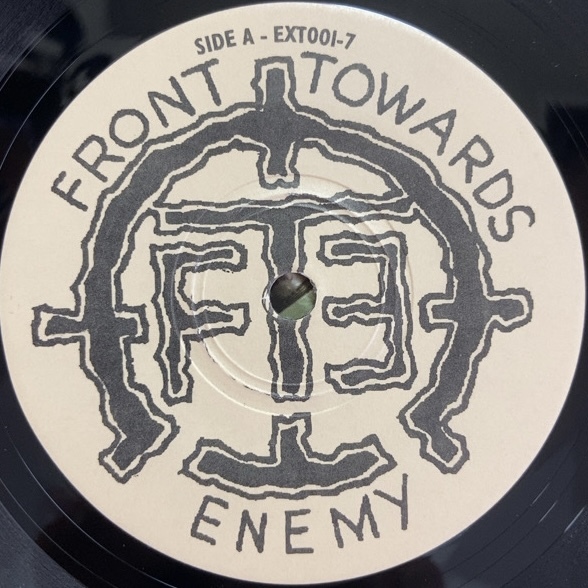 SIDE A - EXT001-7
FRONT TOWARDS
FTE
ENEMY